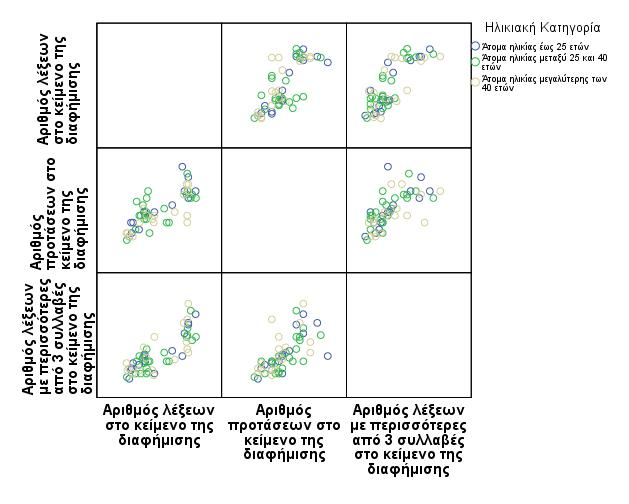 Ηλικιακή Κατηγορία
Άτομα ηλικίας έως 25 ετών
Άτομα ηλικίας μεταξύ 25 και 40
ετών
Άτομα ηλικίας μεγαλύτερης των
40 ετών
Αριθμός λέξεων
στο κείμενο της
διαφήμισης
Αριθμός
προτάσεων στο
κείμενο της
διαφήμισης
Αριθμός λέξεων
με περισσότερες
από 3 συλλαβές
στο κείμενο της
διαφήμισης
Αριθμός λέξεων
στο κείμενο της
διαφήμισης
Αριθμός
προτάσεων στο
κείμενο της
διαφήμισης
Αριθμός λέξεων
με περισσότερες
από 3 συλλαβές
στο κείμενο της
διαφήμισης